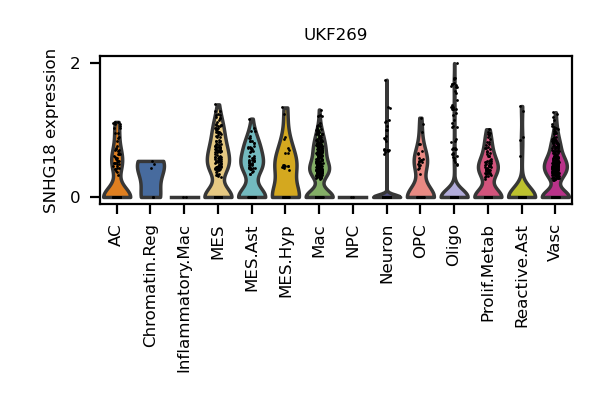 UKF269
SNHG18 expression
2
0
AC
Chromatin.Reg
Inflammatory.Mac
MES
MES.Ast
MES.Hyp
Mac
NPC
Neuron
OPC
Oligo
Prolif.Metab
Reactive.Ast
Vasc